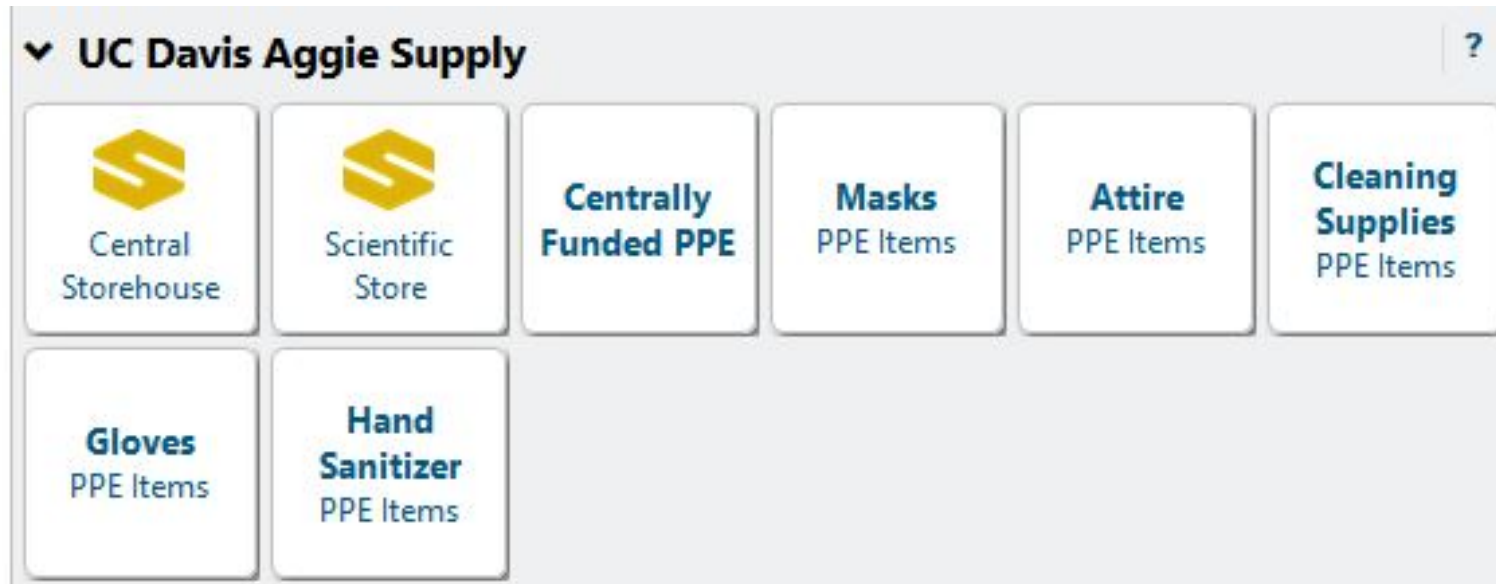 UC Davis Aggie Supply
?
Central
Storehouse
Scientific
Store
Centrally
Funded PPE
Masks
PPE Items
Attire
PPE Items
Cleaning
Supplies
PPE Items
Gloves
PPE Items
Hand
Sanitizer
PPE Items